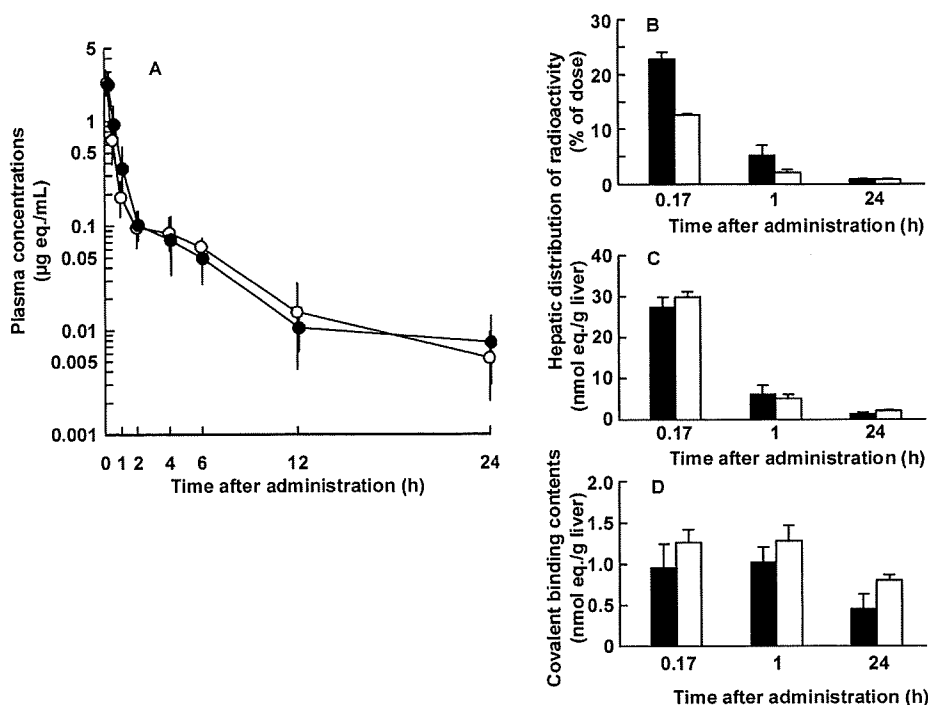 A
5
1
0.5
0.1
0.05
0.01
0.005
0.001
Plasma concentrations
(µg eq./mL)
0 1 2 4 6 12 24
Time after administration (h)
B
30
20
10
0
0.17 1 24
Time after administration (h)
Hepatic distribution of radioactivity
(% of dose)
(nmol eq./g liver)
C
40
30
20
10
0
0.17 1 24
Time after administration (h)
D
2.0
1.5
1.0
0.5
0
Covalent binding contents
(nmol eq./g liver)
0.17 1 24
Time after administration (h)